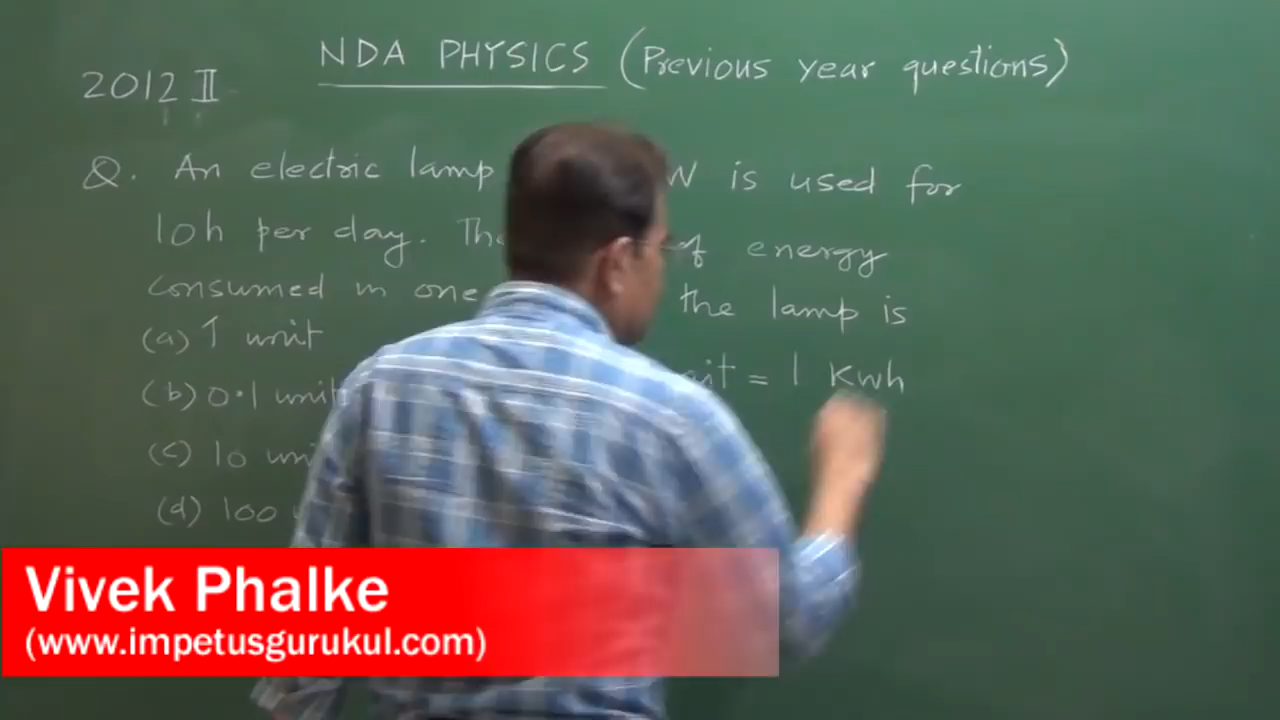 NDA PHYSICS (Previous year questions)
2012 II
Q. An electric lamp W is used for
10h per day. The of energy
consumed in one the lamp is
(a) 1 unit
= 1 Kwh
(b) 0.1 unit
(c) 10
(d) 100
Vivek Phalke
(www.impetusgurukul.com)